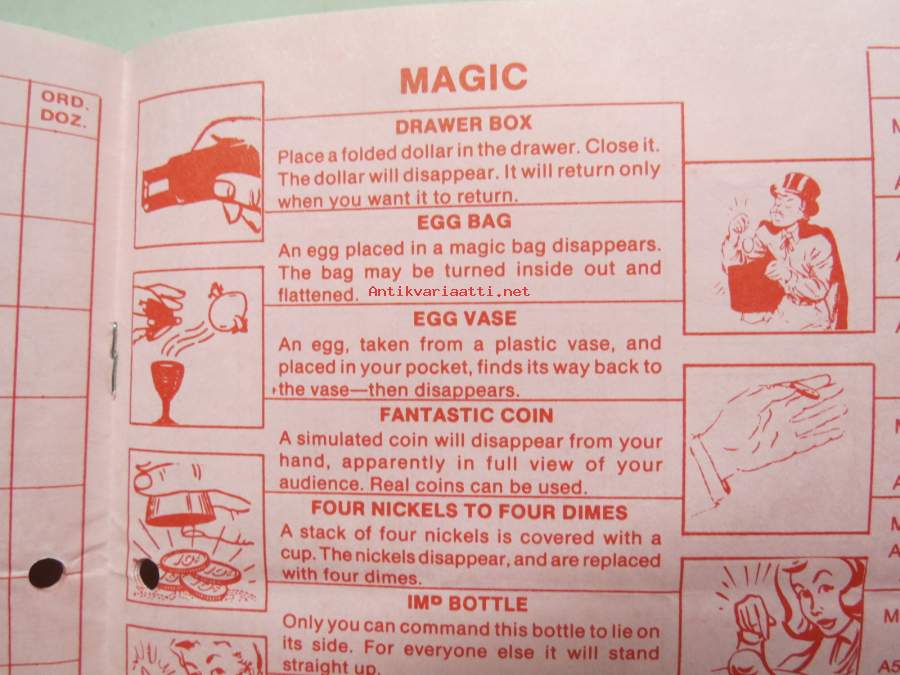 ORD.
DOZ.
MAGIC
DRAWER BOX
Place a folded dollar in the drawer. Close it.
The dollar will disappear. It will return only
when you want it to return.
EGG BAG
An egg placed in a magic bag disappears.
The bag may be turned inside out and
flattened.
Antikvariaatti.net
EGG VASE
An egg, taken from a plastic vase, and
placed in your pocket, finds its way back to
the vase—then disappears.
FANTASTIC COIN
A simulated coin will disappear from your
hand, apparently in full view of your
audience. Real coins can be used.
FOUR NICKELS TO FOUR DIMES
A stack of four nickels is covered with a
cup. The nickels disappear, and are replaced
with four dimes.
IMP BOTTLE
Only you can command this bottle to lie on
its side. For everyone else it will stand
straight up.